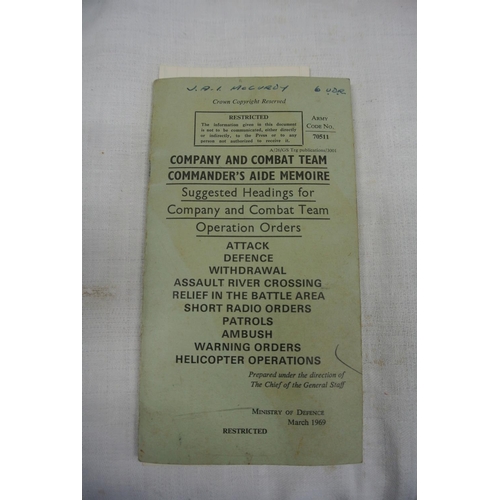 J.A.L McCURDY 6 UDR
Crown Copyright Reserved
RESTRICTED
The information given in this document
is not to be communicated, either directly
or indirectly, to the Press or to any
person not authorized to receive it.
ARMY
CODE No.
70511
COMPANY AND COMBAT TEAM
COMMANDER'S AIDE MEMOIRE
Suggested Headings for
Company and Combat Team
Operation Orders
ATTACK
DEFENCE
WITHDRAWAL
ASSAULT RIVER CROSSING
RELIEF IN THE BATTLE AREA
SHORT RADIO ORDERS
PATROLS
AMBUSH
WARNING ORDERS
HELICOPTER OPERATIONS
Prepared under the direction of
The Chief of the General Staff
MINISTRY OF DEFENCE
March 1969
RESTRICTED